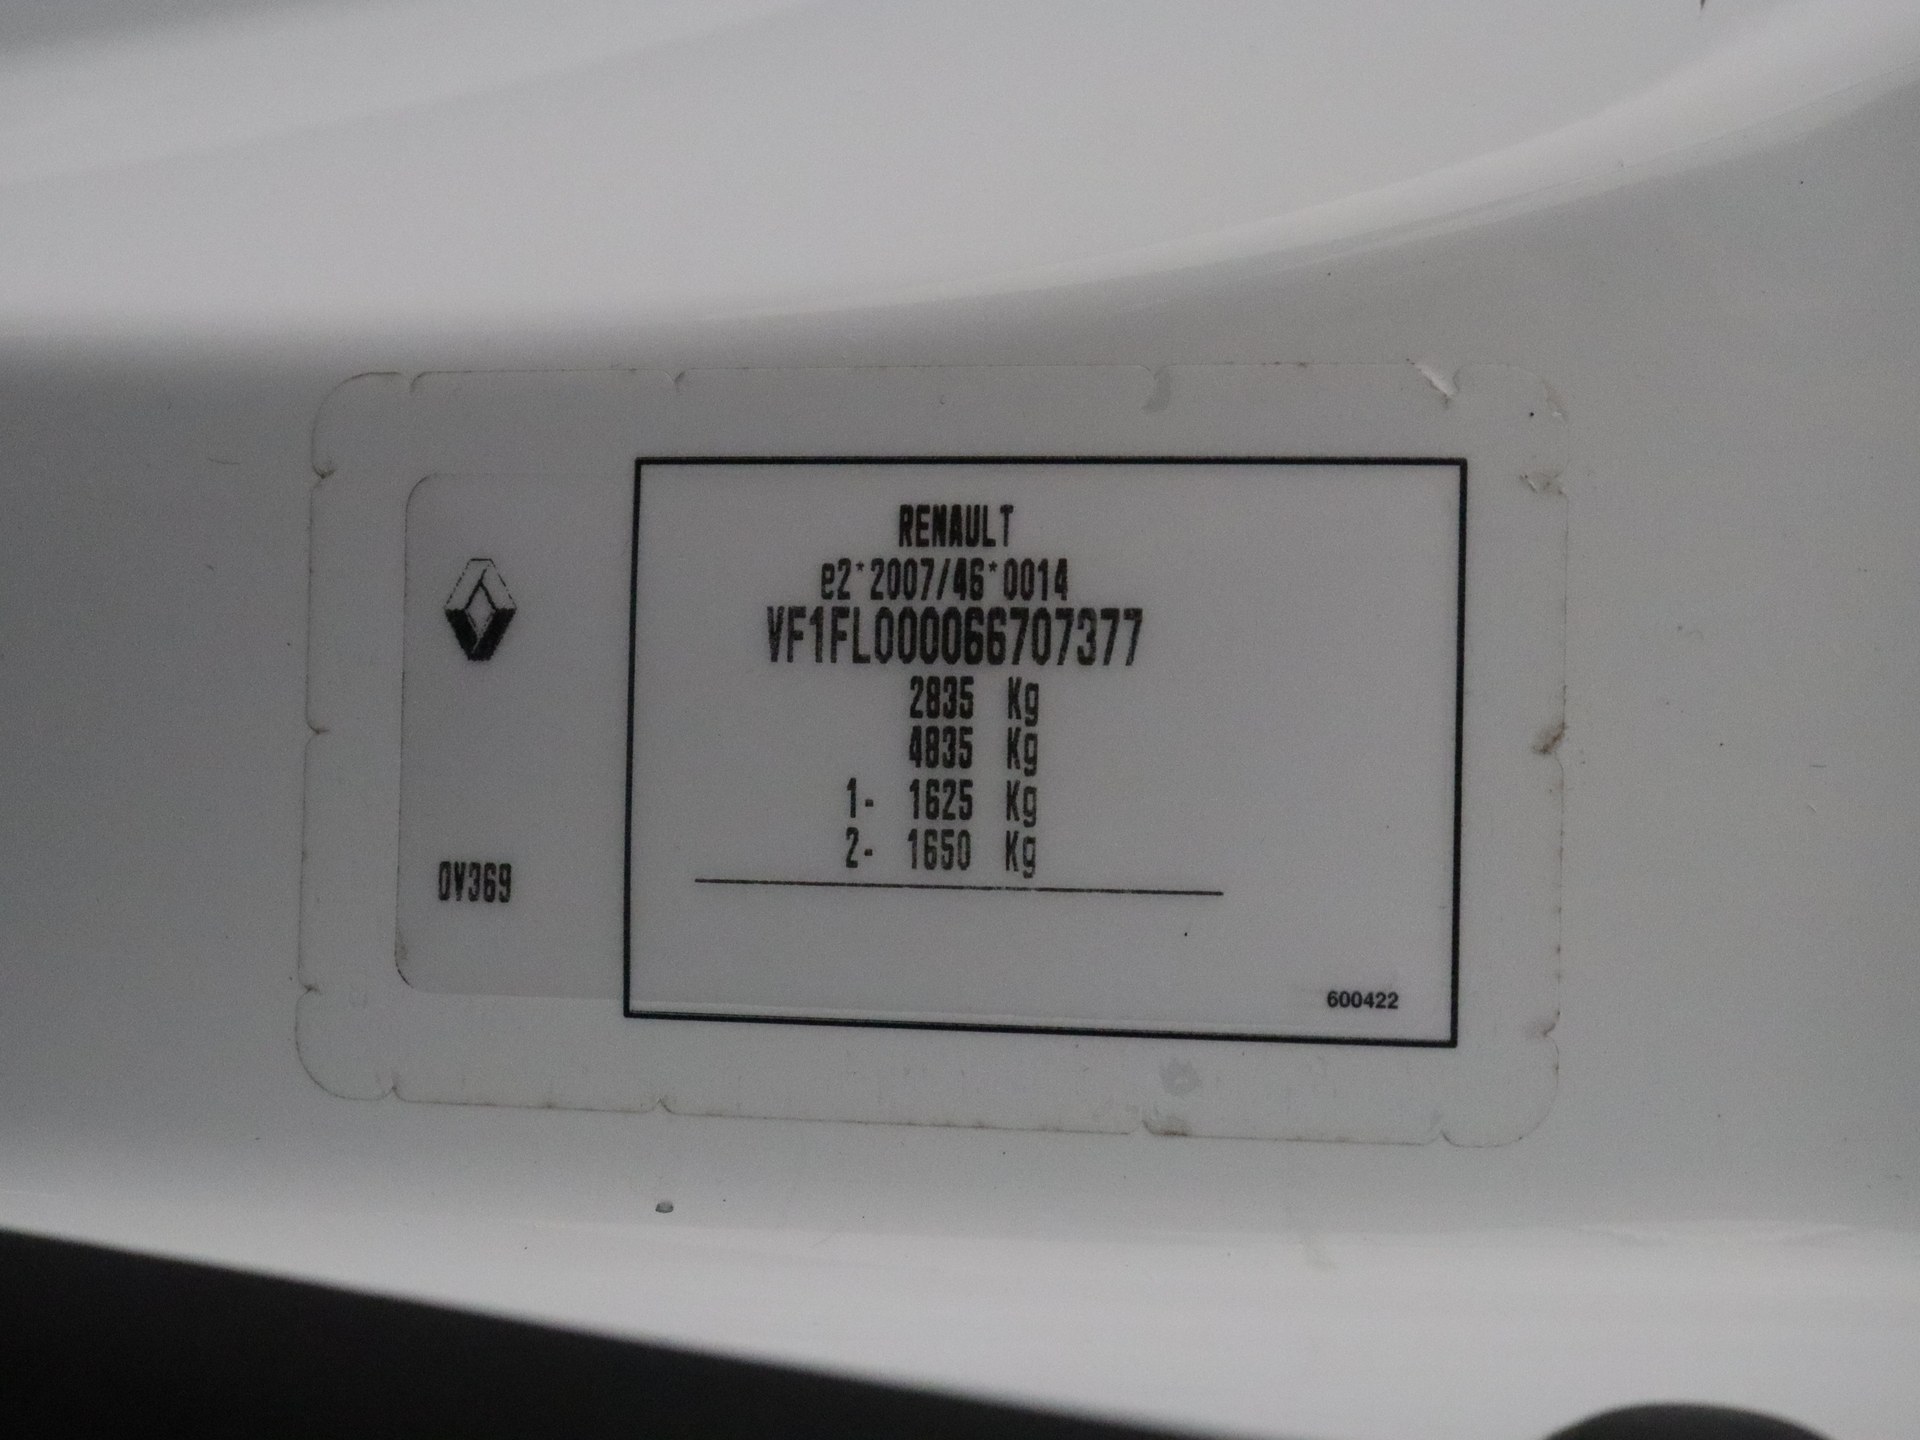 RENAULT
e2*2007/46*0014
VF1FL000066707377
2835 Kg
4835 Kg
1- 1625 Kg
2- 1650 Kg
0V369
600422